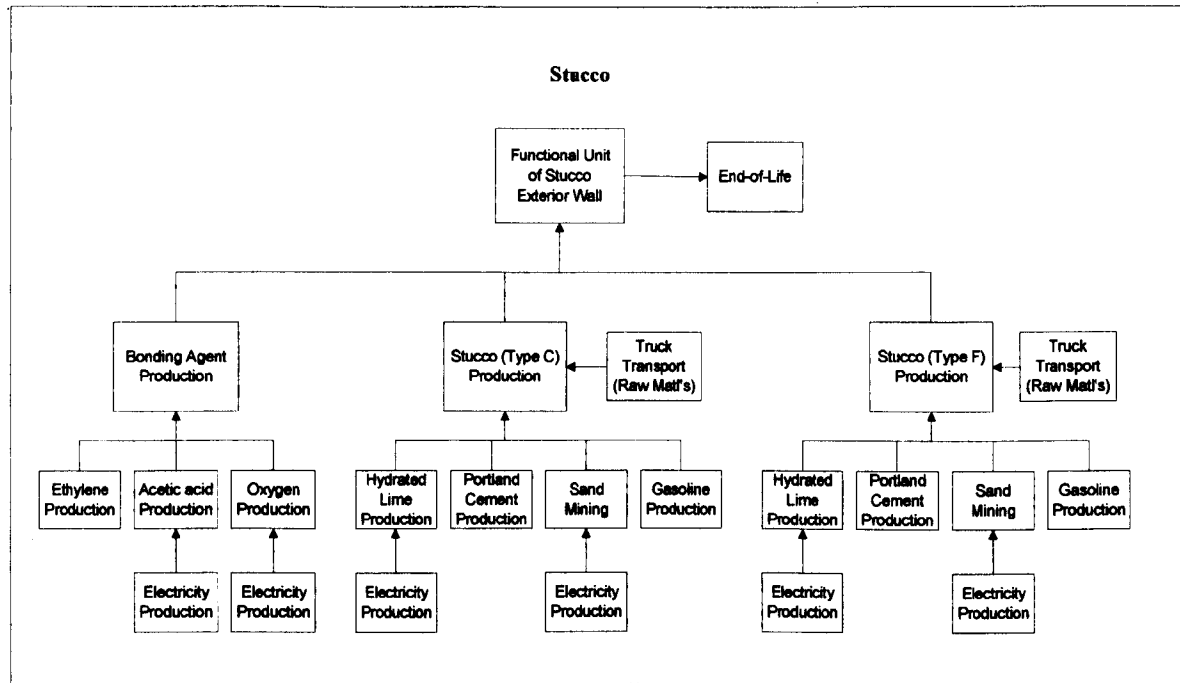 Stucco
Functional Unit
of Stucco
Exterior Wall
End-of-Life
Bonding Agent
Production
Stucco (Type C)
Production
Truck
Transport
(Raw Matl's)
Stucco (Type F)
Production
Truck
Transport
(Raw Matl's)
Ethylene
Production
Acetic acid
Production
Oxygen
Production
Hydrated
Lime
Production
Portland
Cement
Production
Sand
Mining
Gasoline
Production
Hydrated
Lime
Production
Portland
Cement
Production
Sand
Mining
Gasoline
Production
Electricity
Production
Electricity
Production
Electricity
Production
Electricity
Production
Electricity
Production
Electricity
Production